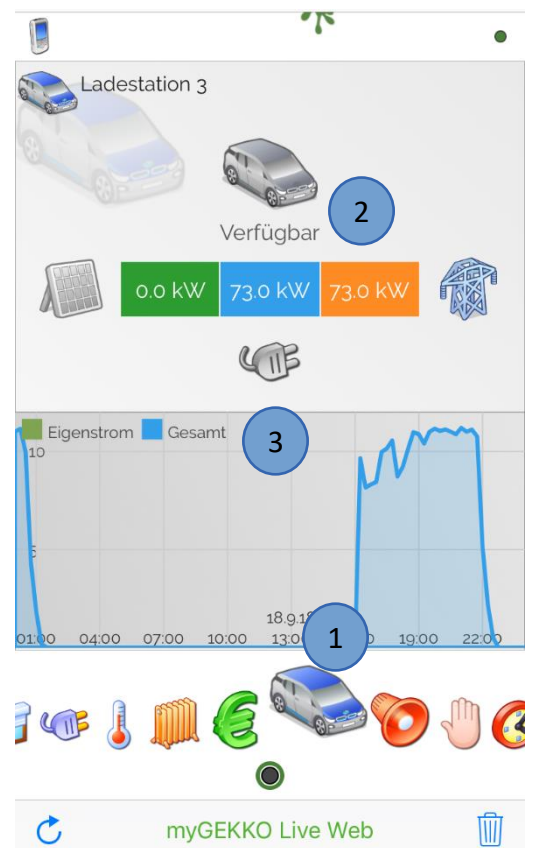 Ladestation 3
2
Verfügbar
0.0 kW 73.0 kW 73.0 kW
Eigenstrom Gesamt
3
10
5
18.9.18
1
01:00 04:00 07:00 10:00 13:00 19:00 22:00
myGEKKO Live Web